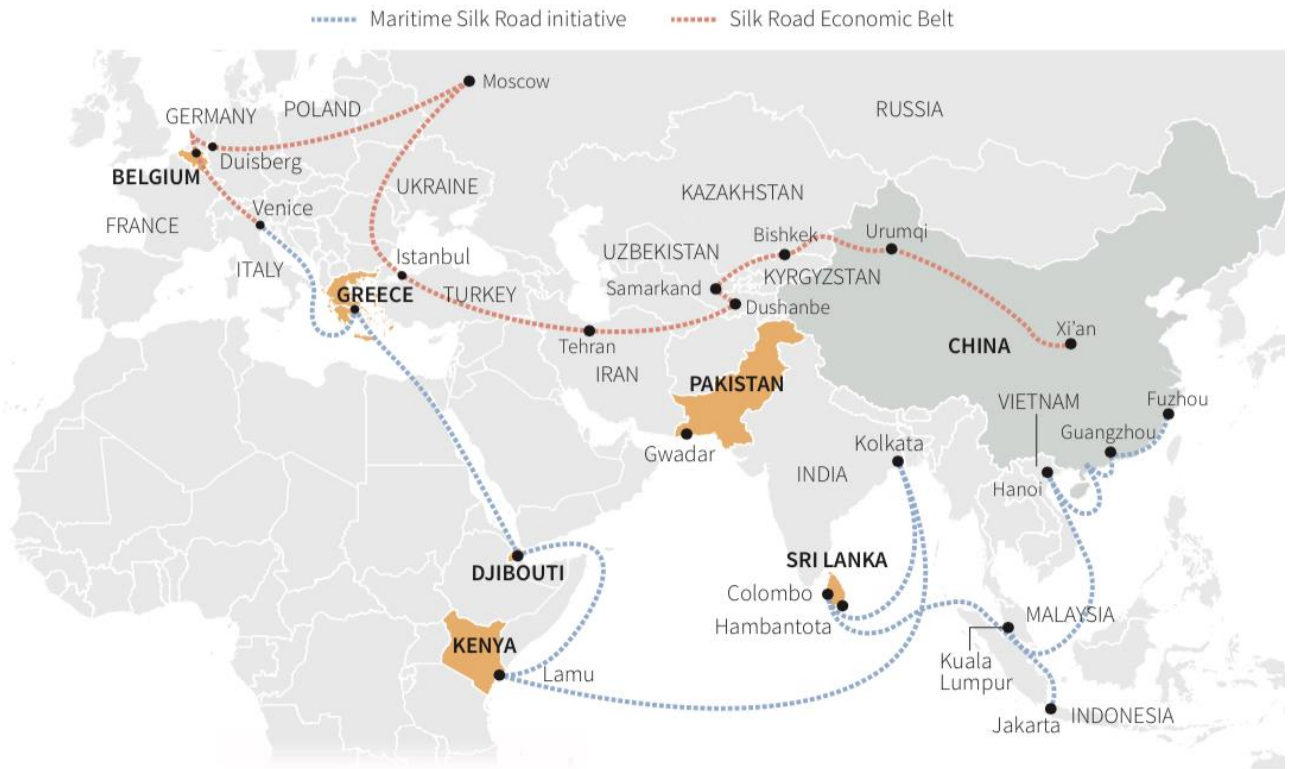 Maritime Silk Road initiative
Silk Road Economic Belt
Moscow
GERMANY
POLAND
RUSSIA
Duisberg
BELGIUM
UKRAINE
KAZAKHSTAN
Venice
FRANCE
Bishkek
Urumqi
ITALY
Istanbul
UZBEKISTAN
KYRGYZSTAN
GREECE
TURKEY
Samarkand
Dushanbe
Tehran
Xi'an
CHINA
IRAN
PAKISTAN
VIETNAM
Fuzhou
Guangzhou
Gwadar
Kolkata
INDIA
Hanoi
SRI LANKA
DJIBOUTI
Colombo
MALAYSIA
Hambantota
KENYA
Lamu
Kuala
Lumpur
Jakarta
INDONESIA